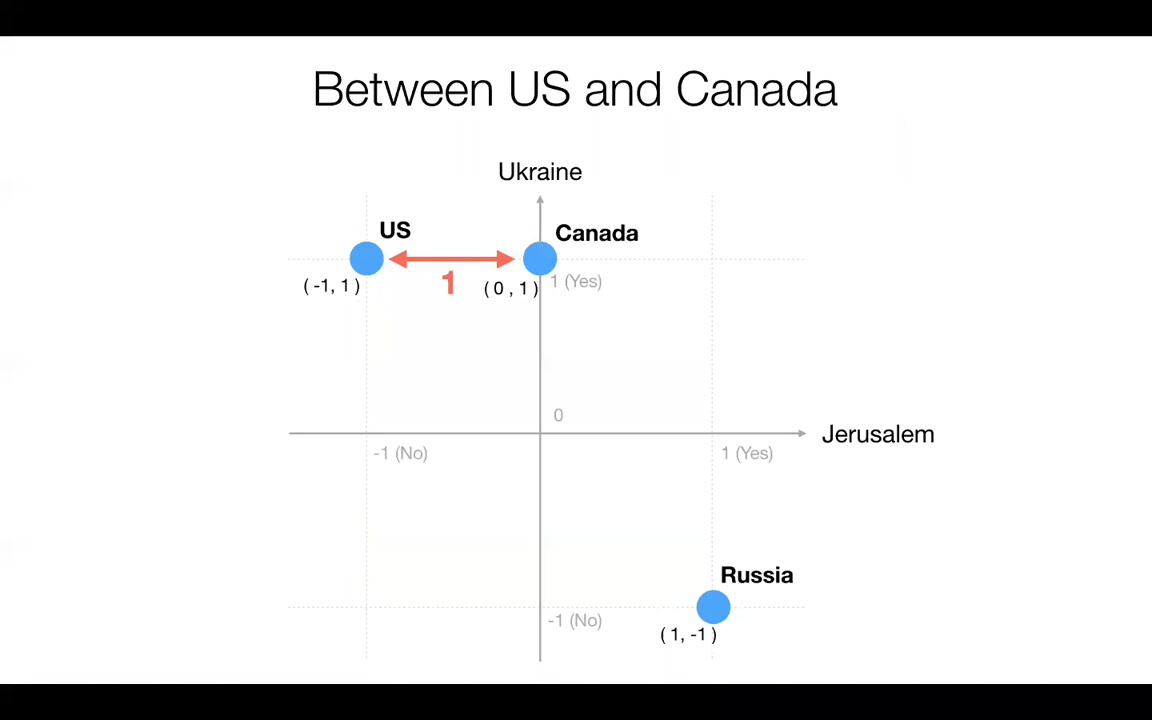 Between US and Canada
Ukraine
US
Canada
1
( -1, 1 )
( 0 , 1 )
1 (Yes)
0
Jerusalem
-1 (No)
1 (Yes)
Russia
-1 (No)
( 1, -1 )